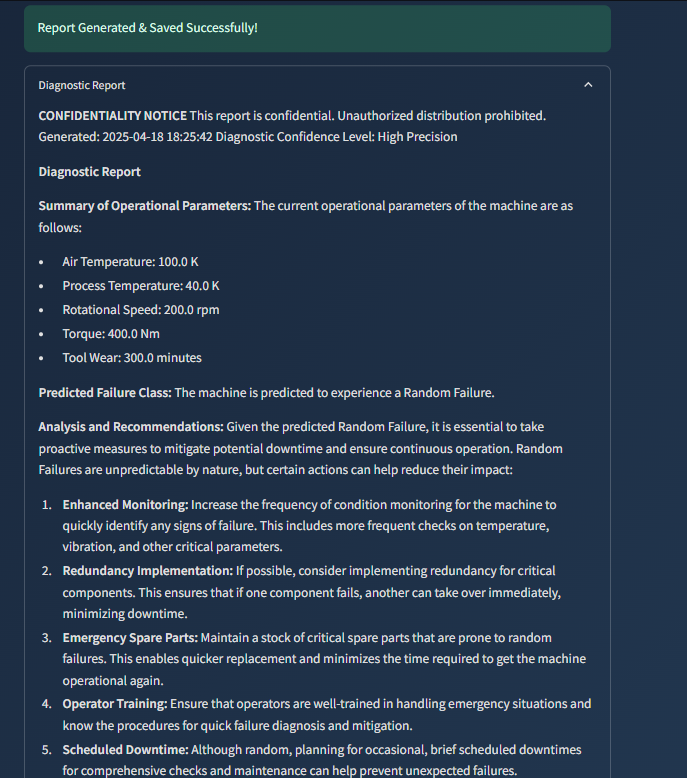 Report Generated & Saved Successfully!
Diagnostic Report
CONFIDENTIALITY NOTICE This report is confidential. Unauthorized distribution prohibited.
Generated: 2025-04-18 18:25:42 Diagnostic Confidence Level: High Precision
Diagnostic Report
Summary of Operational Parameters: The current operational parameters of the machine are as
follows:
• Air Temperature: 100.0 K
• Process Temperature: 40.0 K
• Rotational Speed: 200.0 rpm
• Torque: 400.0 Nm
• Tool Wear: 300.0 minutes
Predicted Failure Class: The machine is predicted to experience a Random Failure.
Analysis and Recommendations: Given the predicted Random Failure, it is essential to take
proactive measures to mitigate potential downtime and ensure continuous operation. Random
Failures are unpredictable by nature, but certain actions can help reduce their impact:
1. Enhanced Monitoring: Increase the frequency of condition monitoring for the machine to
quickly identify any signs of failure. This includes more frequent checks on temperature,
vibration, and other critical parameters.
2. Redundancy Implementation: If possible, consider implementing redundancy for critical
components. This ensures that if one component fails, another can take over immediately,
minimizing downtime.
3. Emergency Spare Parts: Maintain a stock of critical spare parts that are prone to random
failures. This enables quicker replacement and minimizes the time required to get the machine
operational again.
4. Operator Training: Ensure that operators are well-trained in handling emergency situations and
know the procedures for quick failure diagnosis and mitigation.
5. Scheduled Downtime: Although random, planning for occasional, brief scheduled downtimes
for comprehensive checks and maintenance can help prevent unexpected failures.